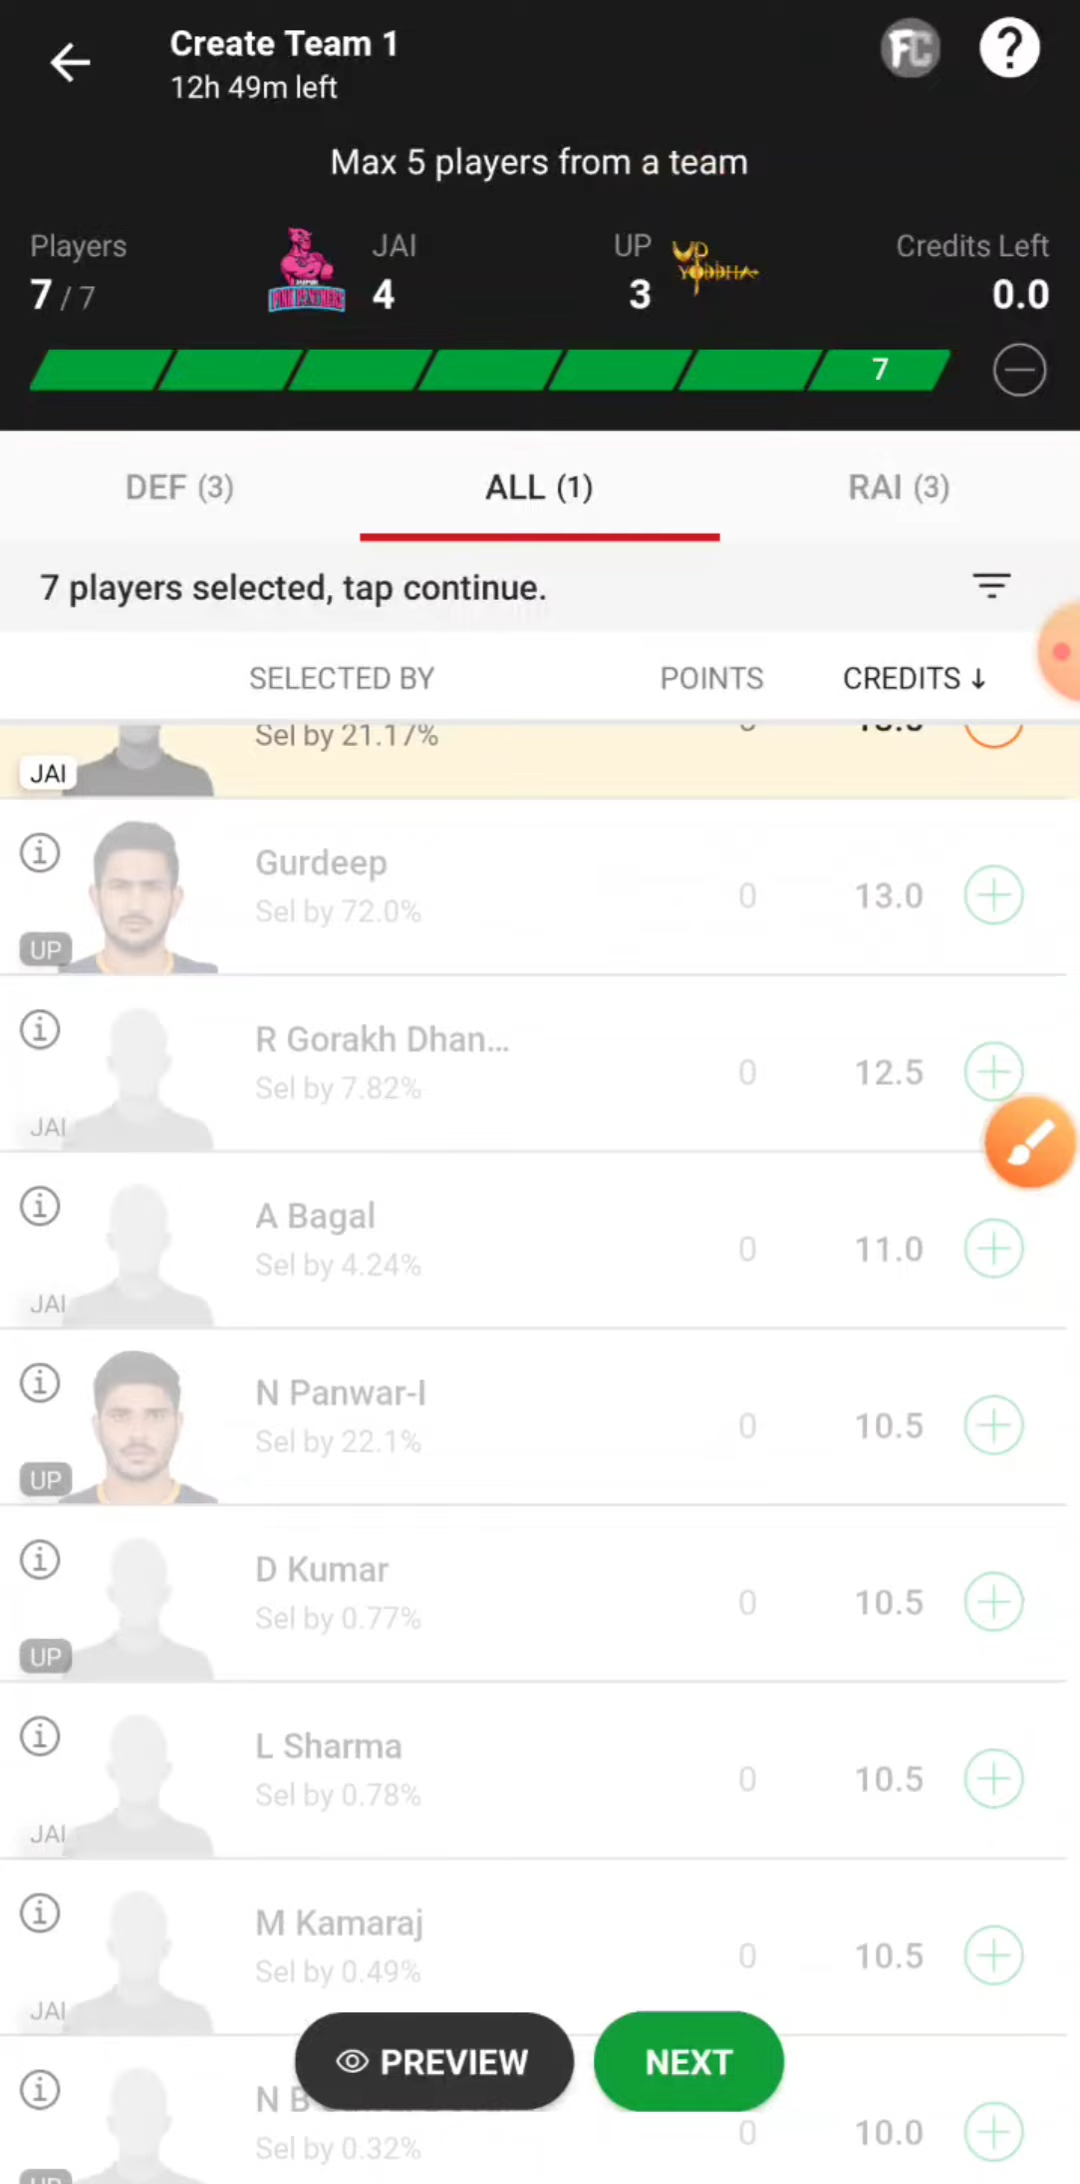 Create Team 1
12h 49m left
FC
?
Max 5 players from a team
Players
7 / 7
JAI
4
UP
3
UP
YODDHA
Credits Left
0.0
7
DEF (3)
ALL (1)
RAI (3)
7 players selected, tap continue.
SELECTED BY
POINTS
CREDITS ↓
Sel by 21.17%
JAI
Gurdeep
Sel by 72.0%
0
13.0
UP
R Gorakh Dhan...
Sel by 7.82%
0
12.5
JAI
A Bagal
Sel by 4.24%
0
11.0
JAI
N Panwar-I
Sel by 22.1%
0
10.5
UP
D Kumar
Sel by 0.77%
0
10.5
UP
L Sharma
Sel by 0.78%
0
10.5
JAI
M Kamaraj
Sel by 0.49%
0
10.5
JAI
PREVIEW
NEXT
N B
Sel by 0.32%
0
10.0